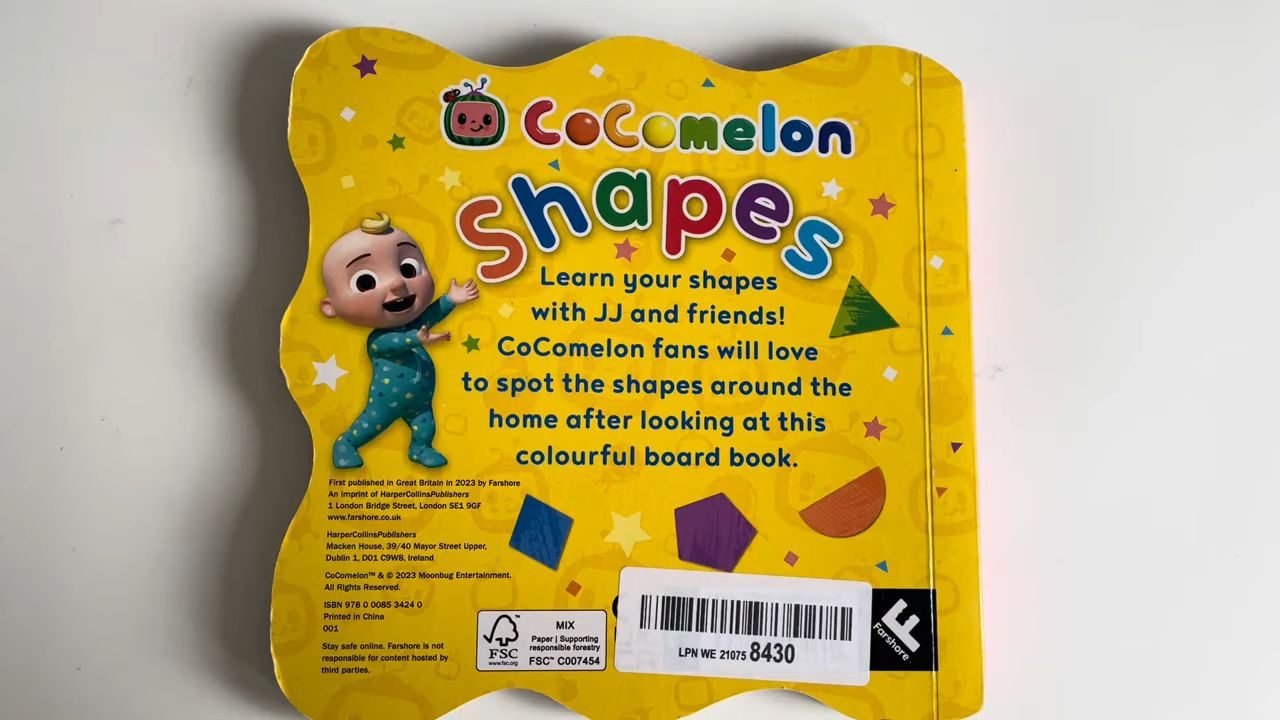 CoComelon™
Shapes
Learn your shapes
with JJ and friends!
CoComelon fans will love
to spot the shapes around the
home after looking at this
colourful board book.
First published in Great Britain in 2023 by Farshore
An imprint of HarperCollinsPublishers
1 London Bridge Street, London SE1 9GF
www.farshore.co.uk
HarperCollinsPublishers
Macken House, 39/40 Mayor Street Upper,
Dublin 1, D01 C9W8, Ireland
CoComelon™ & © 2023 Moonbug Entertainment.
All Rights Reserved.
ISBN 978 0 0085 3424 0
Printed in China
001
Stay safe online. Farshore is not
responsible for content hosted by
third parties.
FSC
www.fsc.org
MIX
Paper | Supporting
responsible forestry
FSC™ C007454
LPN WE 21075 8430
Farshore